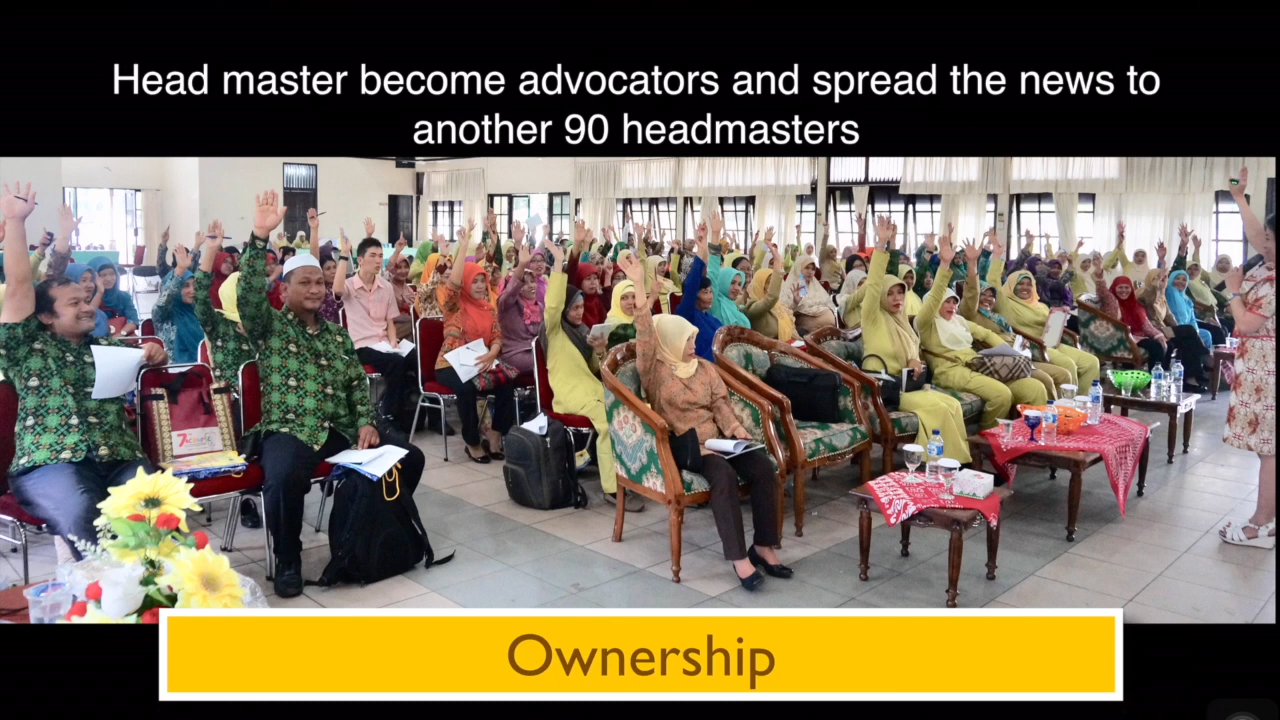 Head master become advocators and spread the news to
another 90 headmasters
Ownership